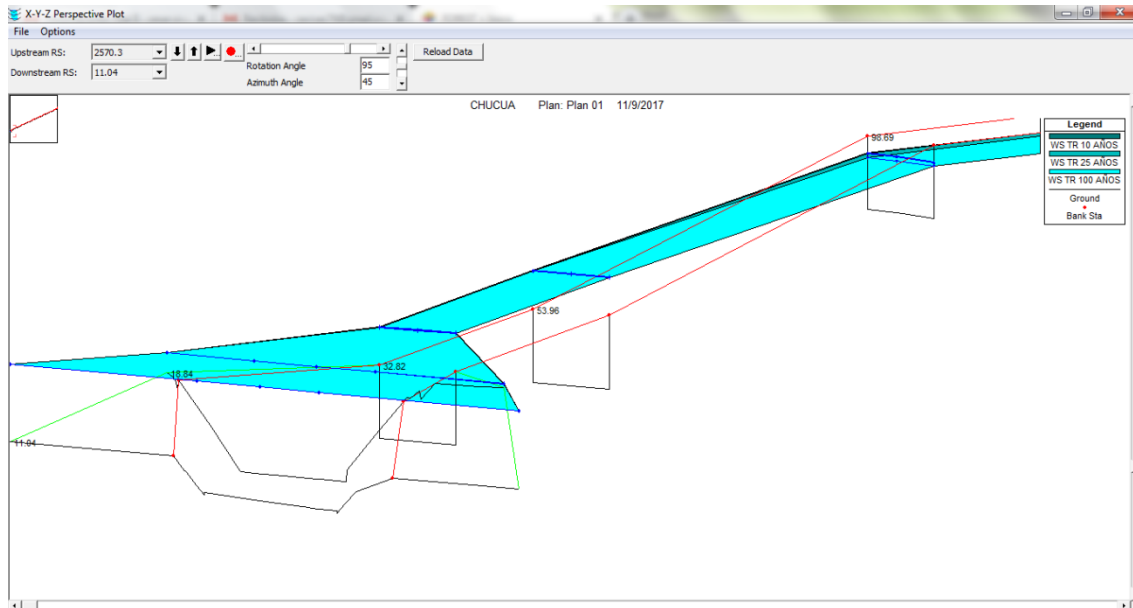 X-Y-Z Perspective Plot
File Options
Upstream RS: 2570.3
Downstream RS: 11.04
Rotation Angle 95
Azimuth Angle 45
Reload Data
CHUCUA Plan: Plan 01 11/9/2017
Legend
WS TR 10 AÑOS
WS TR 25 AÑOS
WS TR 100 AÑOS
Ground
Bank Sta
98.69
53.96
32.82
18.84
11.04